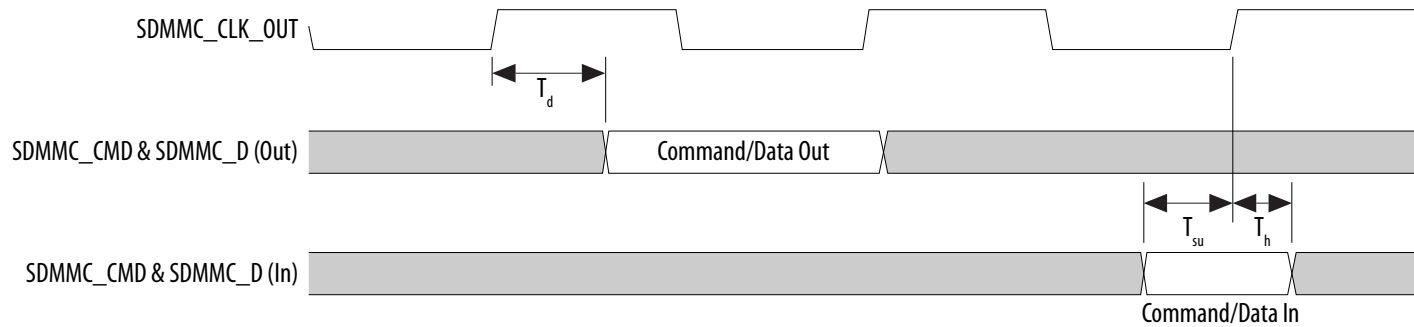 SDMMC_CLK_OUT
T_d
SDMMC_CMD & SDMMC_D (Out)
Command/Data Out
T_su
T_h
SDMMC_CMD & SDMMC_D (In)
Command/Data In